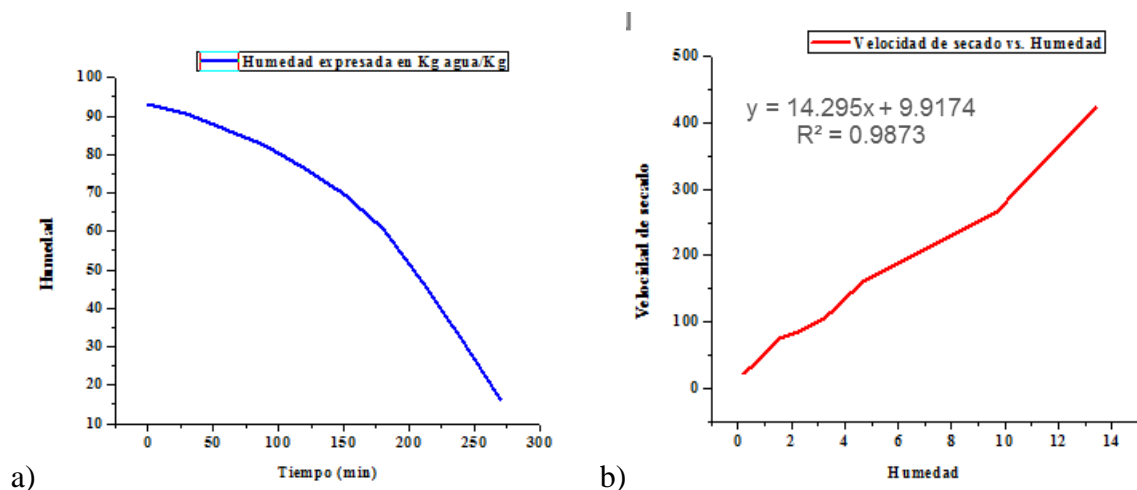 Humedad expresada en Kg agua/Kg
100
90
80
70
60
50
40
30
20
10
Humedad
0 50 100 150 200 250 300
Tiempo (min)
a)
Velocidad de secado vs. Humedad
y = 14.295x + 9.9174
R² = 0.9873
500
400
300
200
100
0
Velocidad de secado
0 2 4 6 8 10 12 14
Humedad
b)